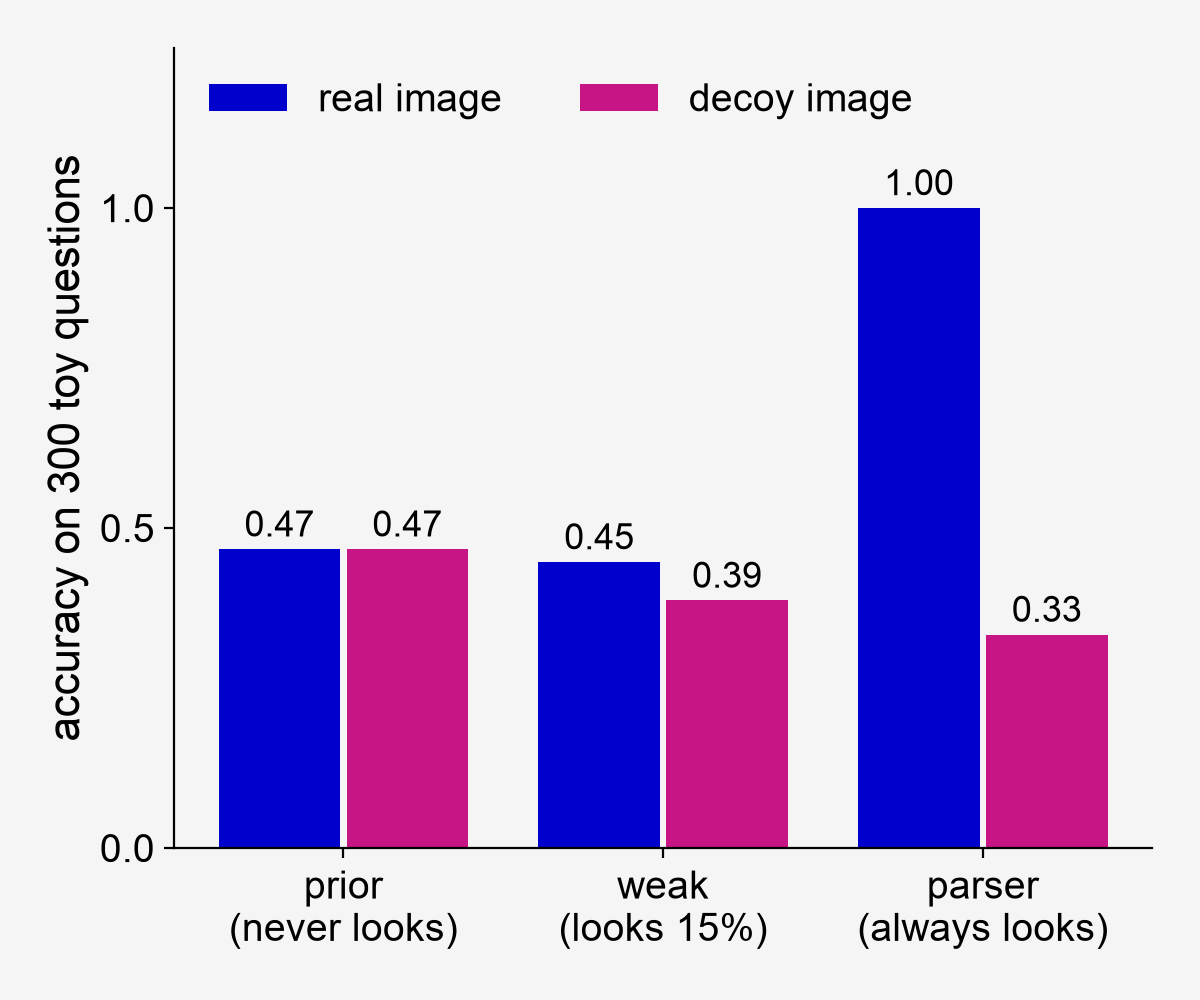 real image
decoy image
accuracy on 300 toy questions
1.0
0.5
0.0
0.47
0.47
0.45
0.39
1.00
0.33
prior
(never looks)
weak
(looks 15%)
parser
(always looks)